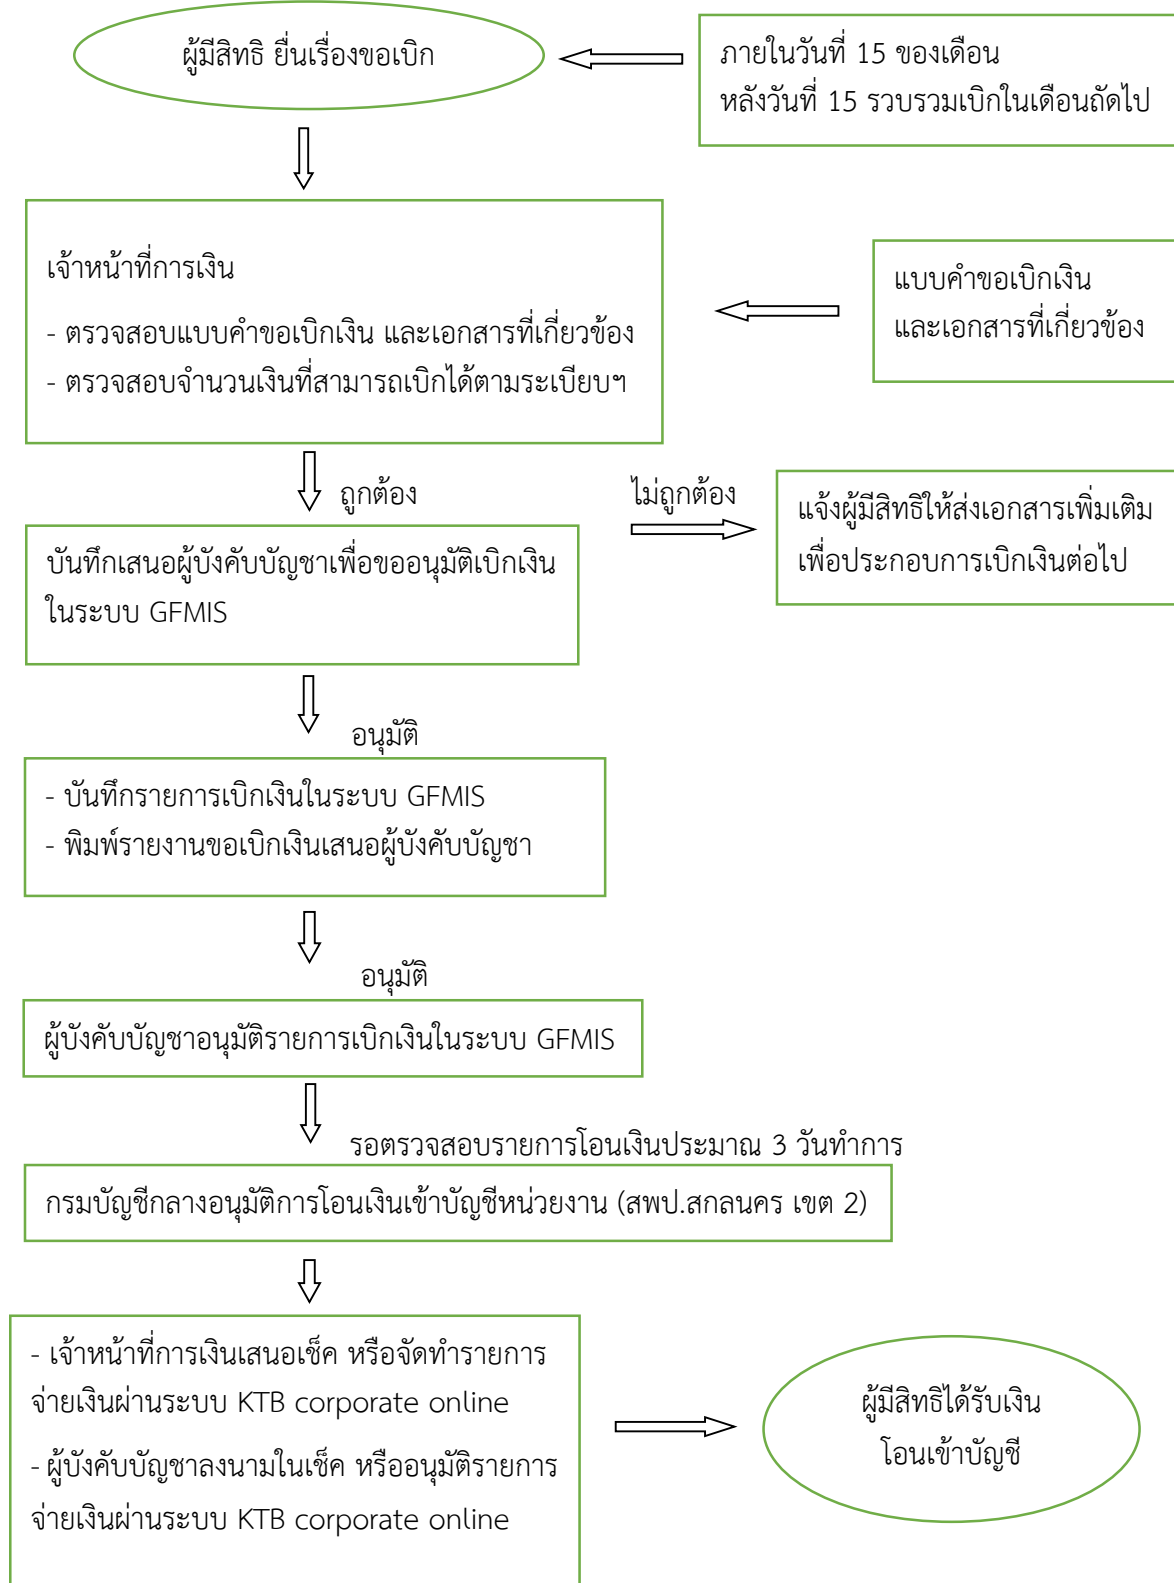 ผู้มีสิทธิ ยื่นเรื่องขอเบิก
ภายในวันที่ 15 ของเดือน
หลังวันที่ 15 รวบรวมเบิกในเดือนถัดไป
เจ้าหน้าที่การเงิน
- ตรวจสอบแบบคำขอเบิกเงิน และเอกสารที่เกี่ยวข้อง
- ตรวจสอบจำนวนเงินที่สามารถเบิกได้ตามระเบียบฯ
แบบคำขอเบิกเงิน
และเอกสารที่เกี่ยวข้อง
ถูกต้อง
ไม่ถูกต้อง
แจ้งผู้มีสิทธิให้ส่งเอกสารเพิ่มเติม
เพื่อประกอบการเบิกเงินต่อไป
บันทึกเสนอผู้บังคับบัญชาเพื่อขออนุมัติเบิกเงิน
ในระบบ GFMIS
อนุมัติ
- บันทึกรายการเบิกเงินในระบบ GFMIS
- พิมพ์รายงานขอเบิกเงินเสนอผู้บังคับบัญชา
อนุมัติ
ผู้บังคับบัญชาอนุมัติรายการเบิกเงินในระบบ GFMIS
รอตรวจสอบรายการโอนเงินประมาณ 3 วันทำการ
กรมบัญชีกลางอนุมัติการโอนเงินเข้าบัญชีหน่วยงาน (สพป.สกลนคร เขต 2)
- เจ้าหน้าที่การเงินเสนอเช็ค หรือจัดทำรายการ
จ่ายเงินผ่านระบบ KTB corporate online
- ผู้บังคับบัญชาลงนามในเช็ค หรืออนุมัติรายการ
จ่ายเงินผ่านระบบ KTB corporate online
ผู้มีสิทธิได้รับเงิน
โอนเข้าบัญชี